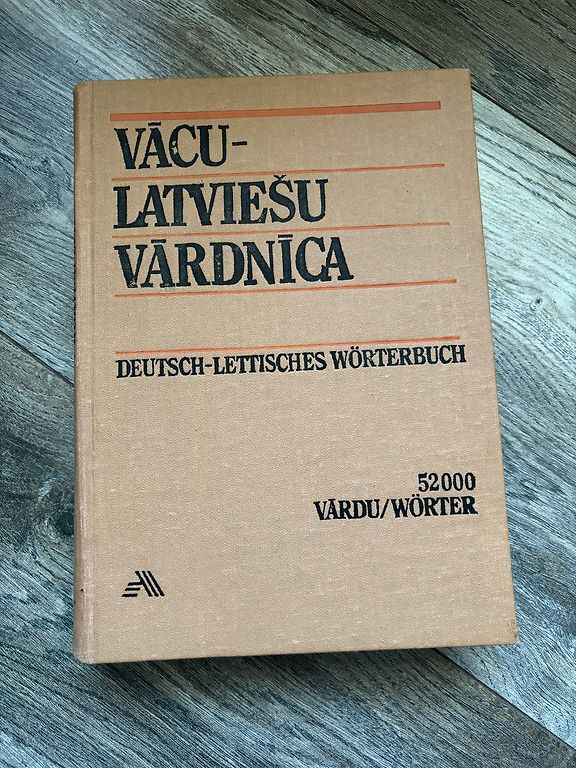 VĀCU-
LATVIEŠU
VĀRDNĪCA
DEUTSCH-LETTISCHES WÖRTERBUCH
52000
VĀRDU/WÖRTER